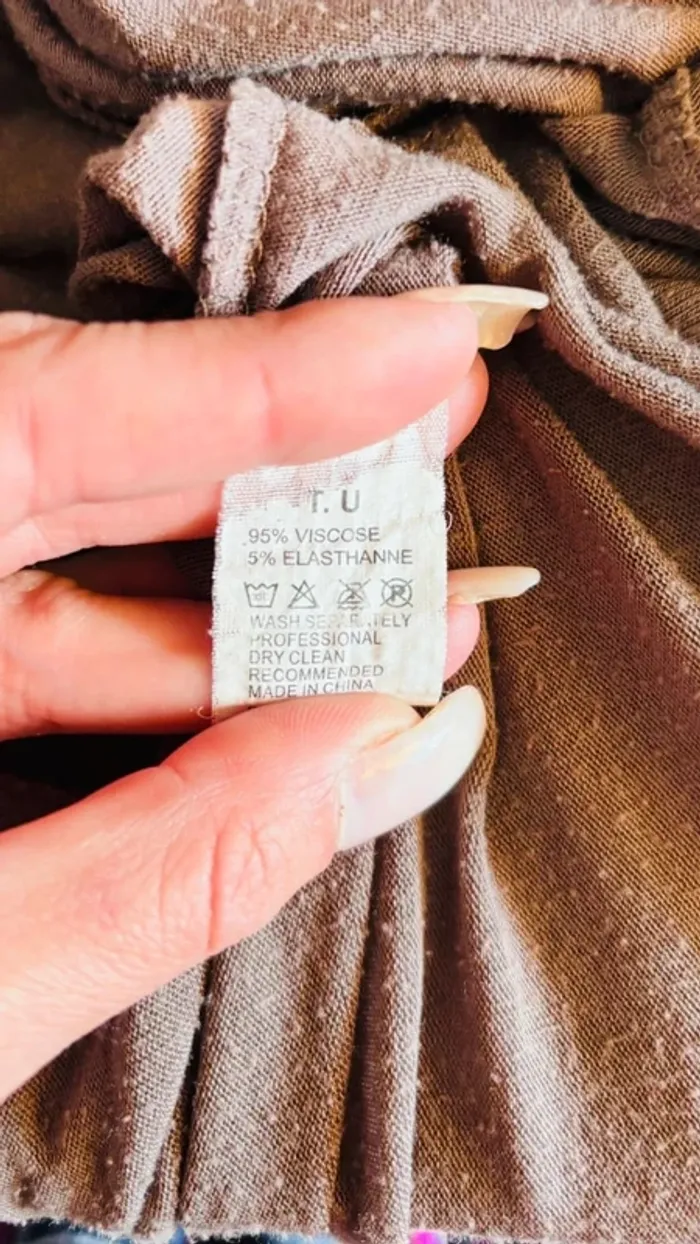 T. U
95% VISCOSE
5% ELASTHANNE
WASH SEPARATELY
PROFESSIONAL
DRY CLEAN
RECOMMENDED
MADE IN CHINA